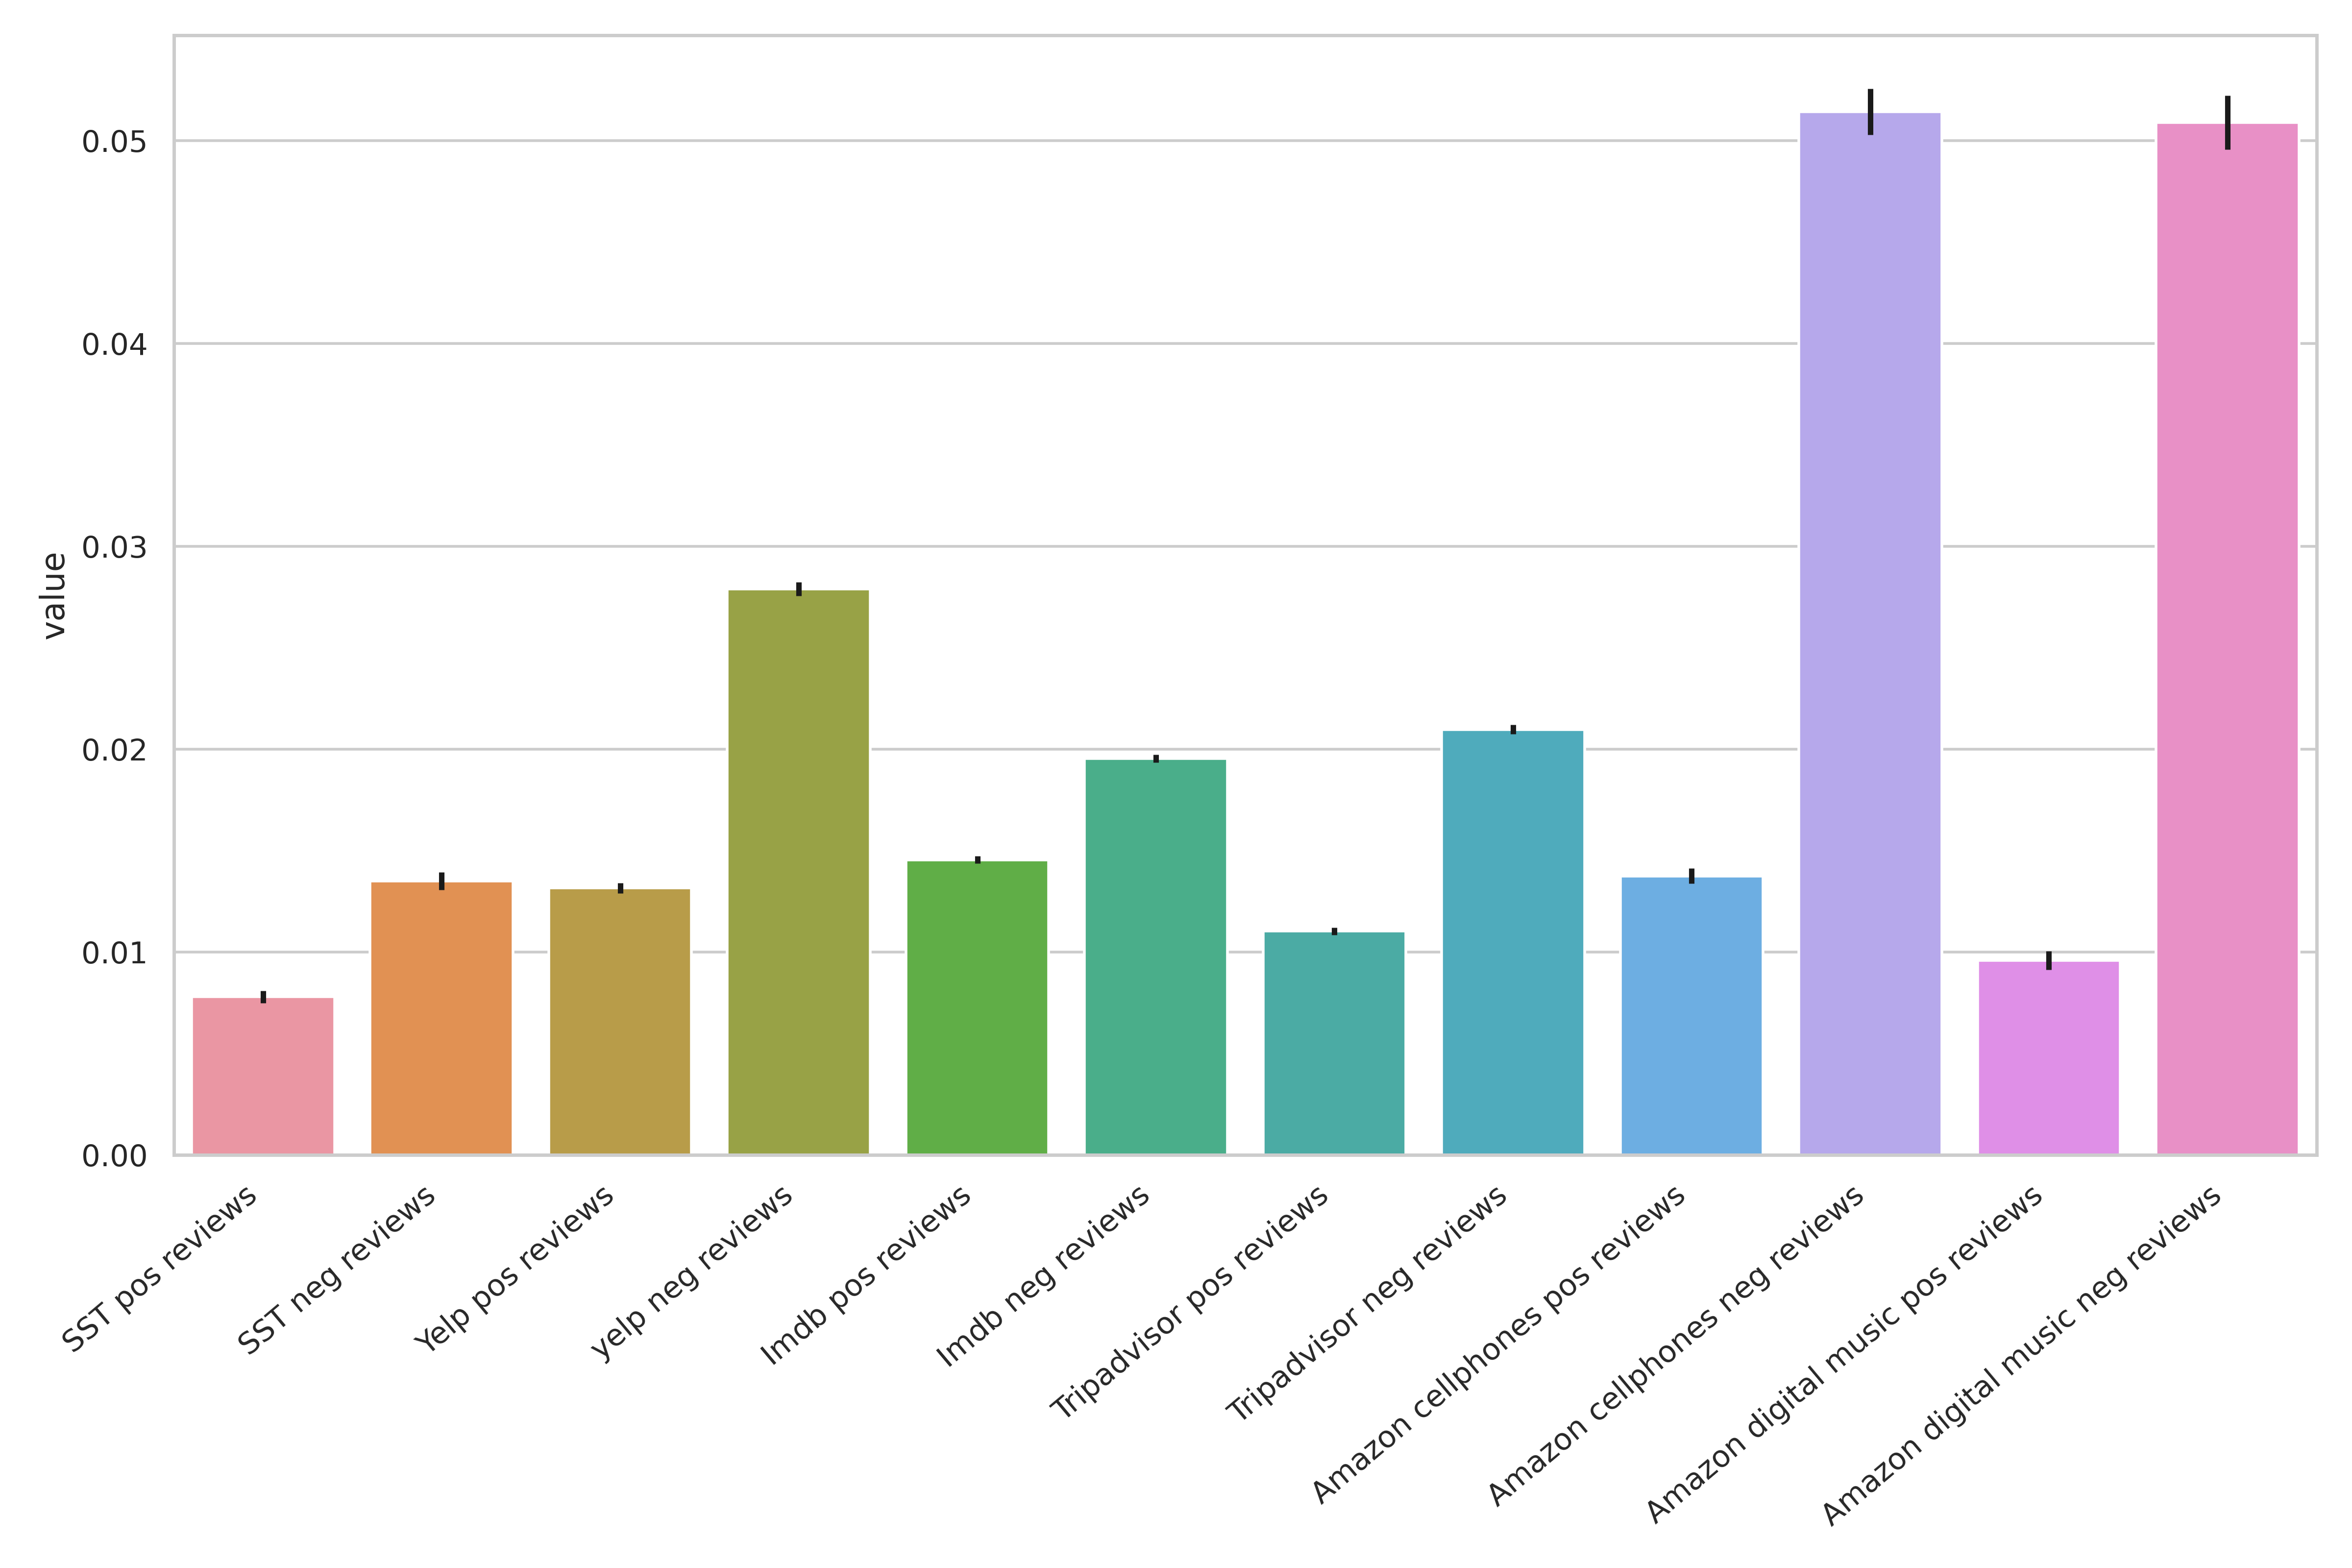 0.05
0.04
0.03
0.02
0.01
0.00
value
SST pos reviews
SST neg reviews
Yelp pos reviews
yelp neg reviews
Imdb pos reviews
Imdb neg reviews
Tripadvisor pos reviews
Tripadvisor neg reviews
Amazon cellphones pos reviews
Amazon cellphones neg reviews
Amazon digital music pos reviews
Amazon digital music neg reviews